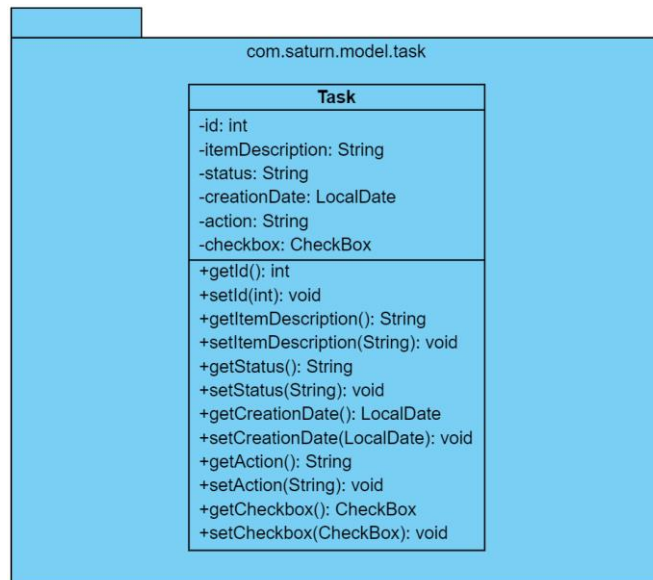 com.saturn.model.task
Task
-id: int
-itemDescription: String
-status: String
-creationDate: LocalDate
-action: String
-checkbox: CheckBox
+getId(): int
+setId(int): void
+getItemDescription(): String
+setItemDescription(String): void
+getStatus(): String
+setStatus(String): void
+getCreationDate(): LocalDate
+setCreationDate(LocalDate): void
+getAction(): String
+setAction(String): void
+getCheckbox(): CheckBox
+setCheckbox(CheckBox): void